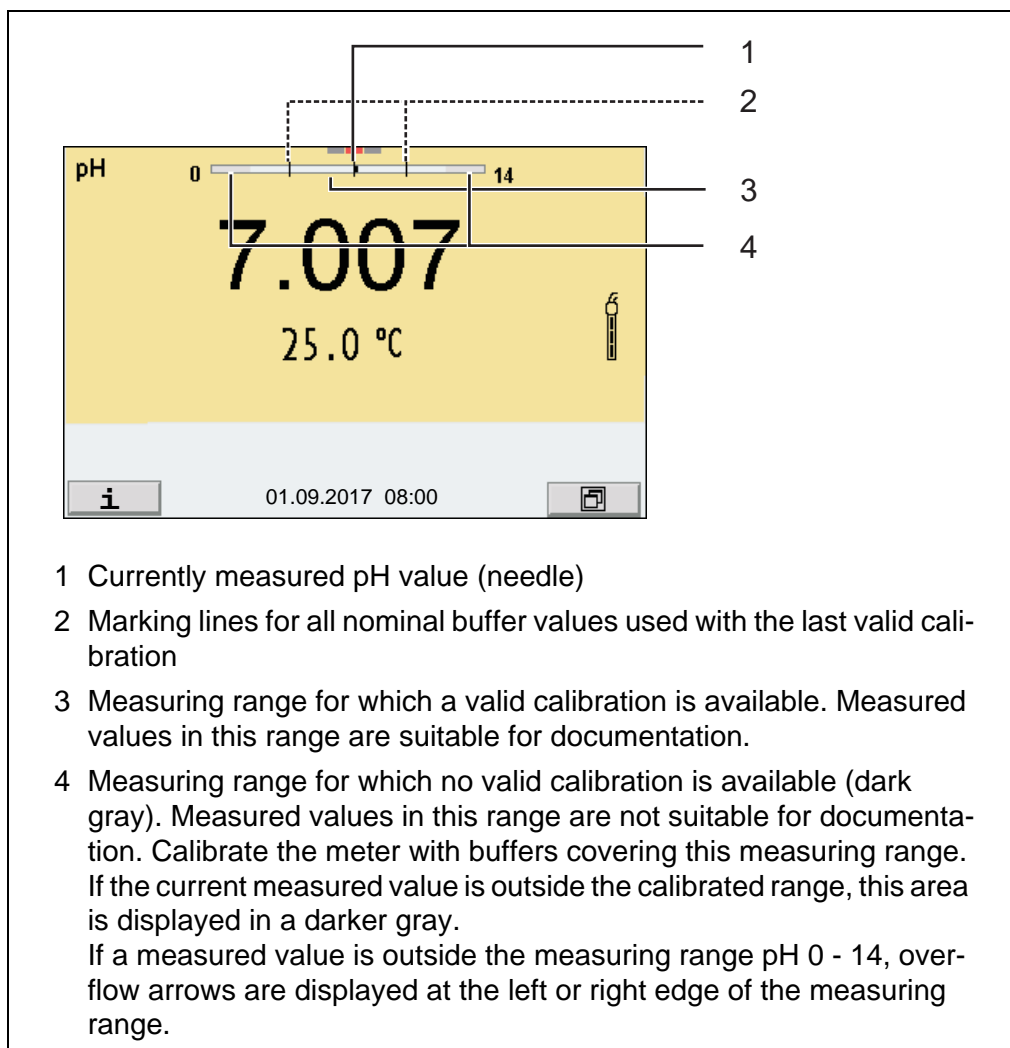 1
2
pH
0
14
3
7.007
4
25.0 °C
i
01.09.2017 08:00
1 Currently measured pH value (needle)
2 Marking lines for all nominal buffer values used with the last valid cali-
bration
3 Measuring range for which a valid calibration is available. Measured
values in this range are suitable for documentation.
4 Measuring range for which no valid calibration is available (dark
gray). Measured values in this range are not suitable for documenta-
tion. Calibrate the meter with buffers covering this measuring range.
If the current measured value is outside the calibrated range, this area
is displayed in a darker gray.
If a measured value is outside the measuring range pH 0 - 14, over-
flow arrows are displayed at the left or right edge of the measuring
range.